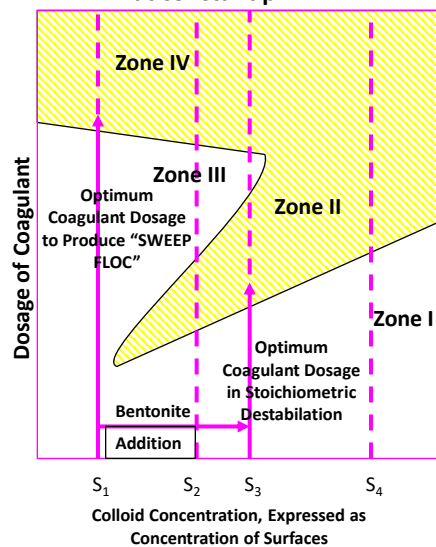 Zone IV
Zone III
Optimum
Coagulant Dosage
to Produce “SWEEP
FLOC”
Zone II
Zone I
Optimum
Coagulant Dosage
in Stoichiometric
Destabilation
Bentonite
Addition
Dosage of Coagulant
S1 S2 S3 S4
Colloid Concentration, Expressed as
Concentration of Surfaces